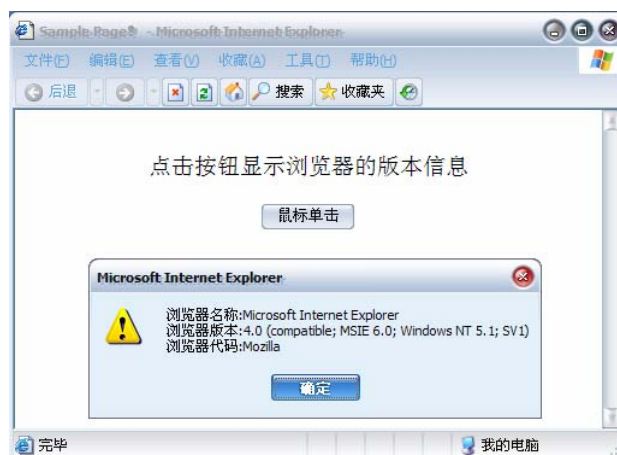 Sample Page! - Microsoft Internet Explorer
文件(F) 编辑(E) 查看(V) 收藏(A) 工具(T) 帮助(H)
后退 搜索 收藏夹
点击按钮显示浏览器的版本信息
鼠标单击
Microsoft Internet Explorer
浏览器名称:Microsoft Internet Explorer
浏览器版本:4.0 (compatible; MSIE 6.0; Windows NT 5.1; SV1)
浏览器代码:Mozilla
确定
完毕 我的电脑